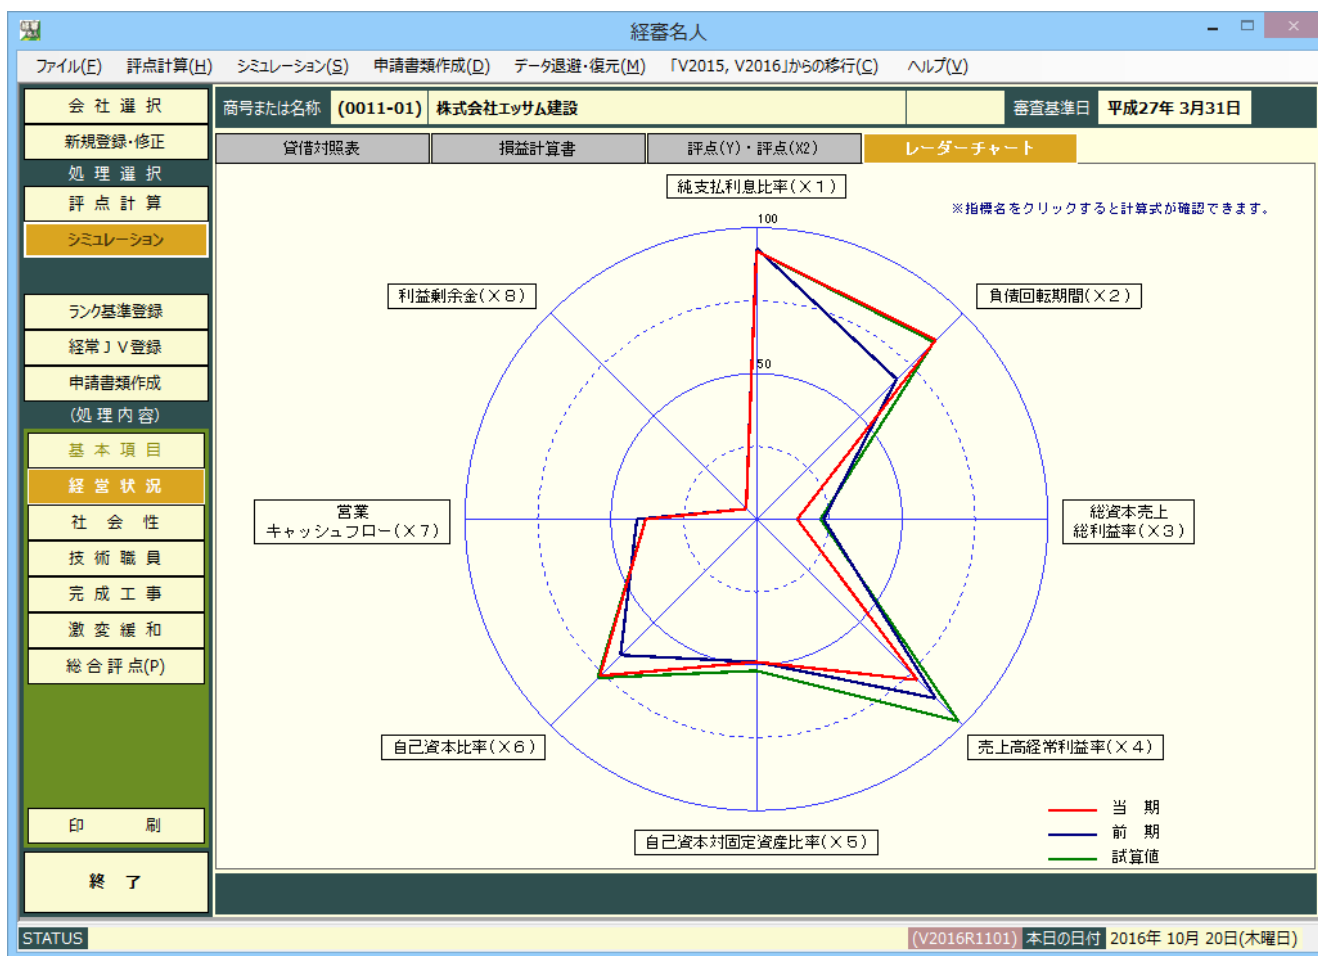 経審名人
ファイル(F) 評点計算(H) シミュレーション(S) 申請書類作成(D) データ退避・復元(M) 「V2015, V2016」からの移行(C) ヘルプ(V)
会 社 選 択
新規登録・修正
処 理 選 択
評 点 計 算
シミュレーション
ランク基準登録
経常ＪＶ登録
申請書類作成
(処 理 内 容)
基 本 項 目
経 営 状 況
社 会 性
技 術 職 員
完 成 工 事
激 変 緩 和
総 合 評 点(P)
印 刷
終 了
商号または名称 (0011-01) 株式会社エッサム建設 審査基準日 平成27年 3月31日
貸借対照表 損益計算書 評点(Y)・評点(X2) レーダーチャート
純支払利息比率(×１)
※指標名をクリックすると計算式が確認できます。
100
利益剰余金(×８)
負債回転期間(×２)
50
営業
キャッシュフロー(×７)
総資本売上
総利益率(×３)
自己資本比率(×６)
売上高経常利益率(×４)
自己資本対固定資産比率(×５)
当 期
前 期
試算値
STATUS (V2016R1101) 本日の日付 2016年 10月 20日(木曜日)